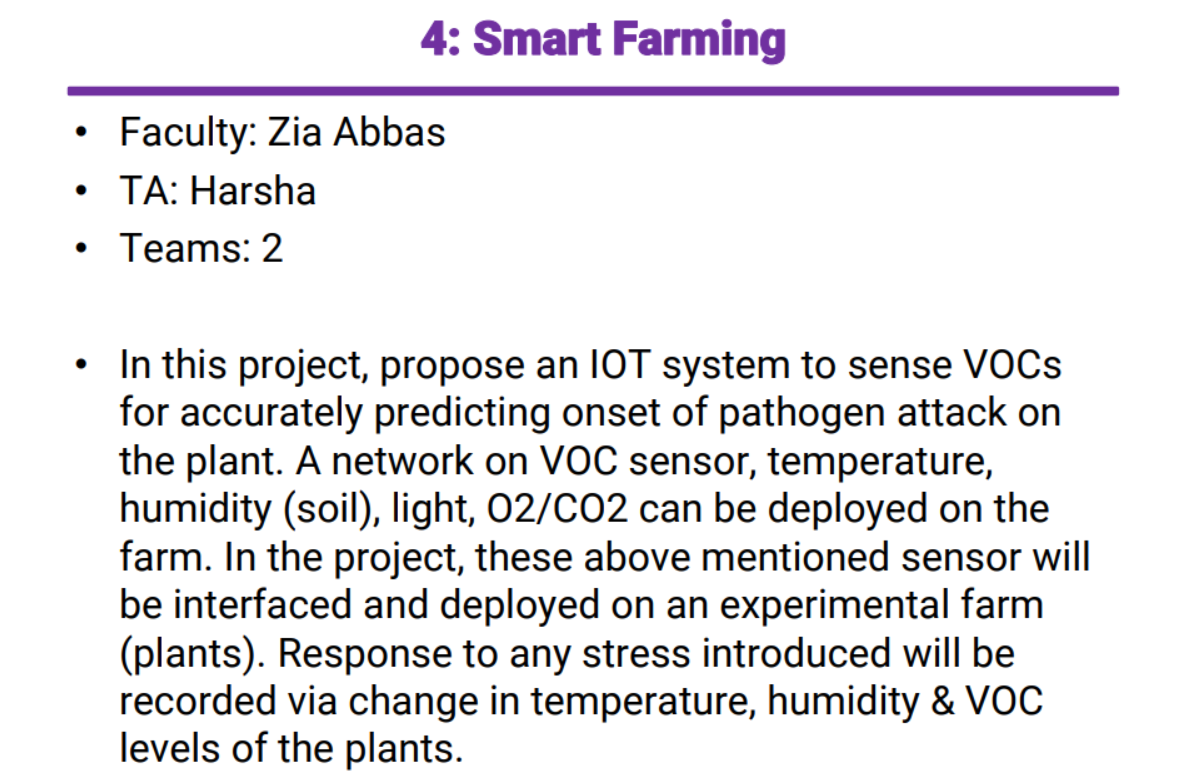 4: Smart Farming
• Faculty: Zia Abbas
• TA: Harsha
• Teams: 2
• In this project, propose an IOT system to sense VOCs
for accurately predicting onset of pathogen attack on
the plant. A network on VOC sensor, temperature,
humidity (soil), light, O2/CO2 can be deployed on the
farm. In the project, these above mentioned sensor will
be interfaced and deployed on an experimental farm
(plants). Response to any stress introduced will be
recorded via change in temperature, humidity & VOC
levels of the plants.